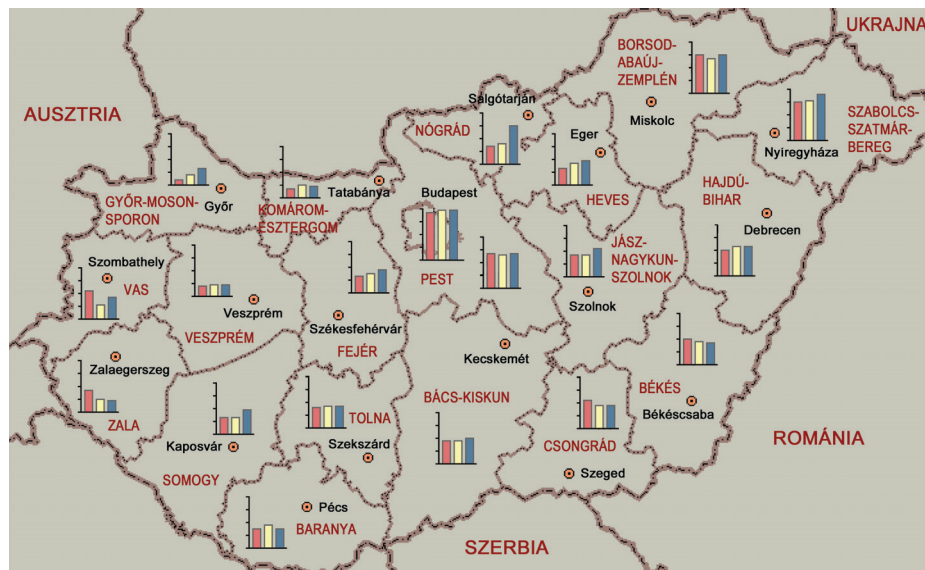 UKRAJNA
BORSOD-
ABAÚJ-
ZEMPLÉN
AUSZTRIA
Salgótarján
NÓGRÁD
Miskolc
SZABOLCS-
SZATMÁR-
BEREG
Eger
Nyiregyháza
Tatabánya
Budapest
HAJDÚ-
BIHAR
GYŐR-MOSON-
SPORON
Győr
KOMÁROM-
ESZTERGOM
HEVES
Debrecen
Szombathely
VAS
JÁSZ-
NAGYKUN-
SZOLNOK
PEST
Szolnok
Veszprém
VESZPRÉM
Székesfehérvár
FEJÉR
Kecskemét
Zalaegerszeg
ZALA
BÁCS-KISKUN
BÉKÉS
Békéscsaba
TOLNA
Kaposvár
Szekszárd
CSONGRÁD
ROMÁNIA
Szeged
SOMOGY
Pécs
BARANYA
SZERBIA